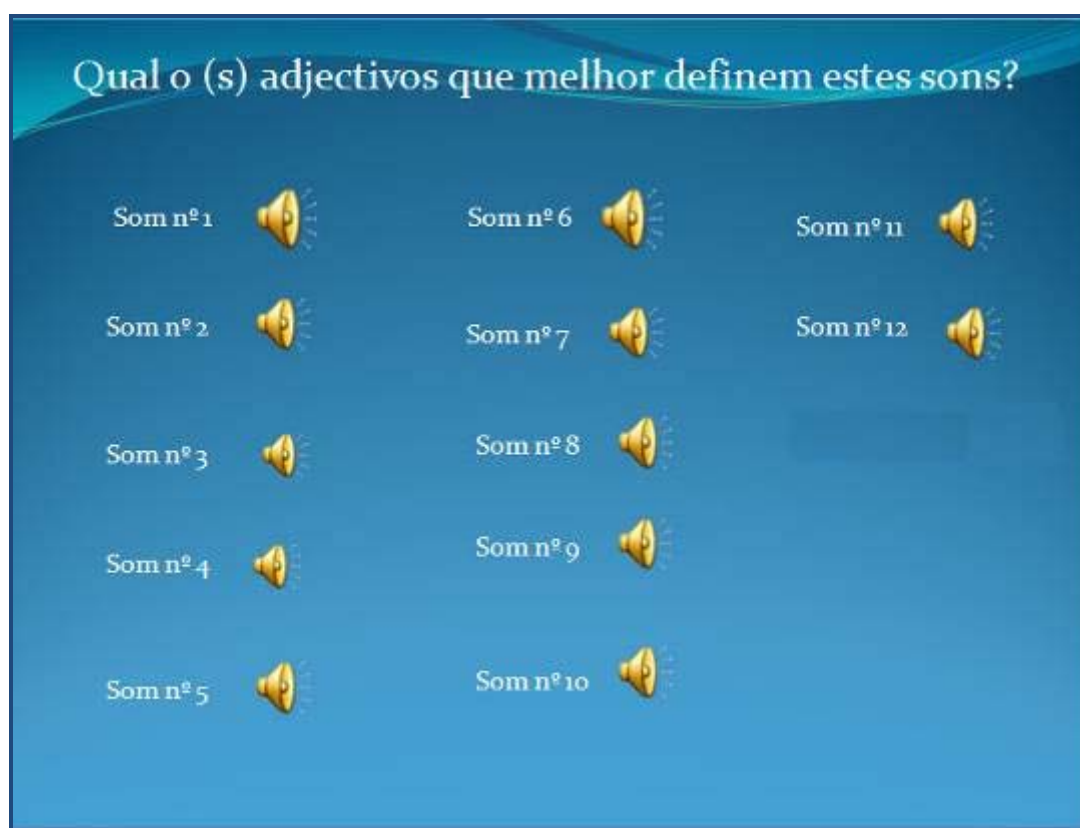 Qual o (s) adjectivos que melhor definem estes sons?
Som nº 1
Som nº 2
Som nº 3
Som nº 4
Som nº 5
Som nº 6
Som nº 7
Som nº 8
Som nº 9
Som nº 10
Som nº 11
Som nº 12